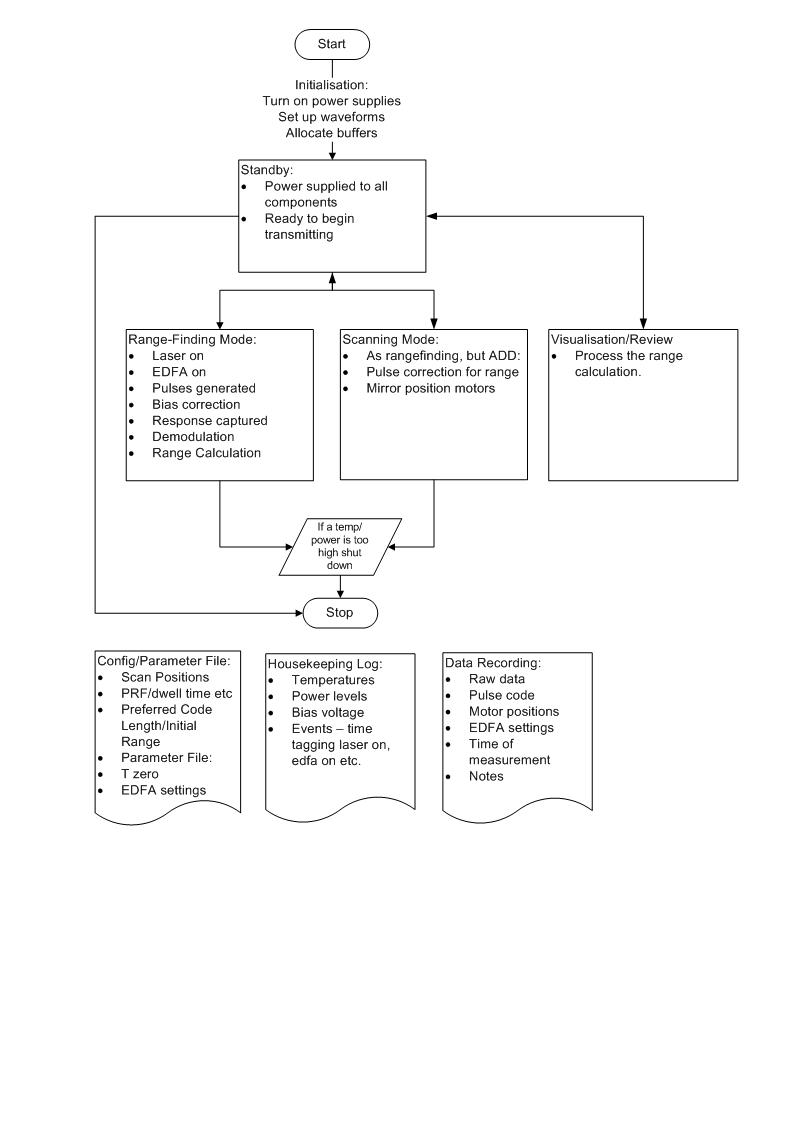 Start
Initialisation:
Turn on power supplies
Set up waveforms
Allocate buffers
Standby:
• Power supplied to all
components
• Ready to begin
transmitting
Range-Finding Mode:
• Laser on
• EDFA on
• Pulses generated
• Bias correction
• Response captured
• Demodulation
• Range Calculation
Scanning Mode:
• As rangefinding, but ADD:
• Pulse correction for range
• Mirror position motors
Visualisation/Review
• Process the range
calculation.
If a temp/
power is too
high shut
down
Stop
Config/Parameter File:
• Scan Positions
• PRF/dwell time etc
• Preferred Code
Length/Initial
Range
• Parameter File:
• T zero
• EDFA settings
Housekeeping Log:
• Temperatures
• Power levels
• Bias voltage
• Events – time
tagging laser on,
edfa on etc.
Data Recording:
• Raw data
• Pulse code
• Motor positions
• EDFA settings
• Time of
measurement
• Notes